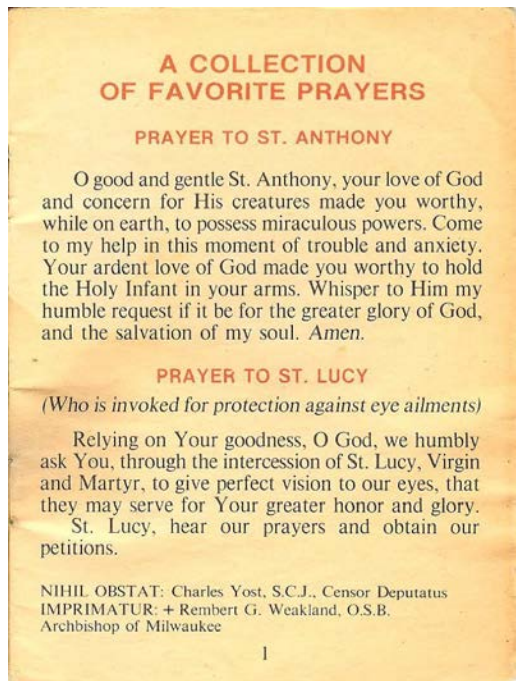 A COLLECTION
OF FAVORITE PRAYERS
PRAYER TO ST. ANTHONY
O good and gentle St. Anthony, your love of God
and concern for His creatures made you worthy,
while on earth, to possess miraculous powers. Come
to my help in this moment of trouble and anxiety.
Your ardent love of God made you worthy to hold
the Holy Infant in your arms. Whisper to Him my
humble request if it be for the greater glory of God,
and the salvation of my soul. Amen.
PRAYER TO ST. LUCY
(Who is invoked for protection against eye ailments)
Relying on Your goodness, O God, we humbly
ask You, through the intercession of St. Lucy, Virgin
and Martyr, to give perfect vision to our eyes, that
they may serve for Your greater honor and glory.
St. Lucy, hear our prayers and obtain our
petitions.
NIHIL OBSTAT: Charles Yost, S.C.J., Censor Deputatus
IMPRIMATUR: + Rembert G. Weakland, O.S.B.
Archbishop of Milwaukee
1